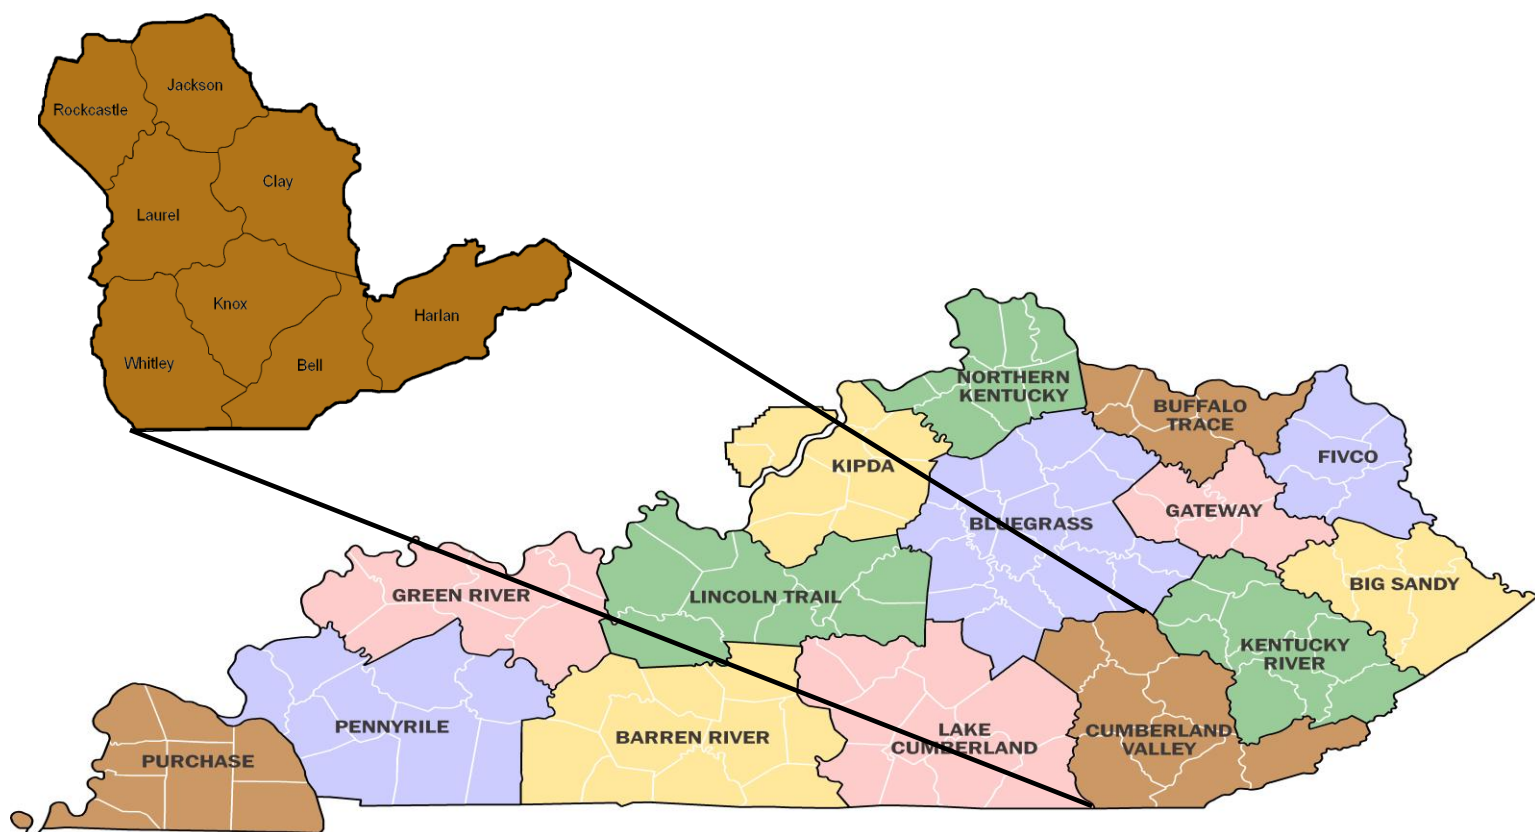 Jackson
Rockcastle
Clay
Laurel
Knox
Harlan
Whitley
Bell
NORTHERN
KENTUCKY
BUFFALO
TRACE
KIPDA
FIVCO
BLUEGRASS
GATEWAY
GREEN RIVER
LINCOLN TRAIL
BIG SANDY
KENTUCKY
RIVER
PENNYRILE
BARREN RIVER
LAKE
CUMBERLAND
CUMBERLAND
VALLEY
PURCHASE